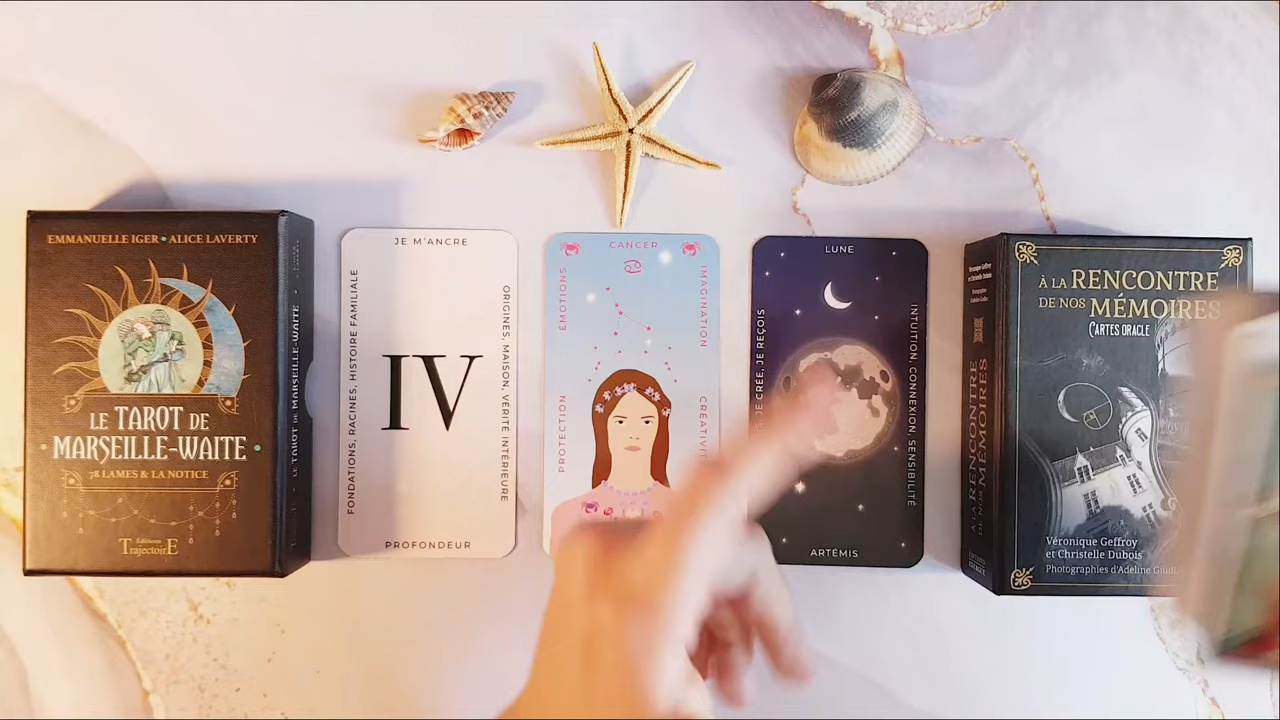 EMMANUELLE IGER • ALICE LAVERTY
LE TAROT DE
MARSEILLE-WAITE
78 LAMES & LA NOTICE
Éditions
TrajectoirE
LE TAROT DE MARSEILLE-WAITE
JE M'ANCRE
FONDATIONS, RACINES, HISTOIRE FAMILIALE
IV
ORIGINES, MAISON, VÉRITÉ INTÉRIEURE
PROFONDEUR
CANCER
ÉMOTIONS
IMAGINATION
PROTECTION
LUNE
JE CRÉE, JE REÇOIS
INTUITION, CONNEXION, SENSIBILITÉ
ARTÉMIS
À LA RENCONTRE
DE NOS MÉMOIRES
À LA RENCONTRE
DE NOS MÉMOIRES
CARTES ORACLE
Véronique Geffroy
et Christelle Dubois
Photographies d'Adeline